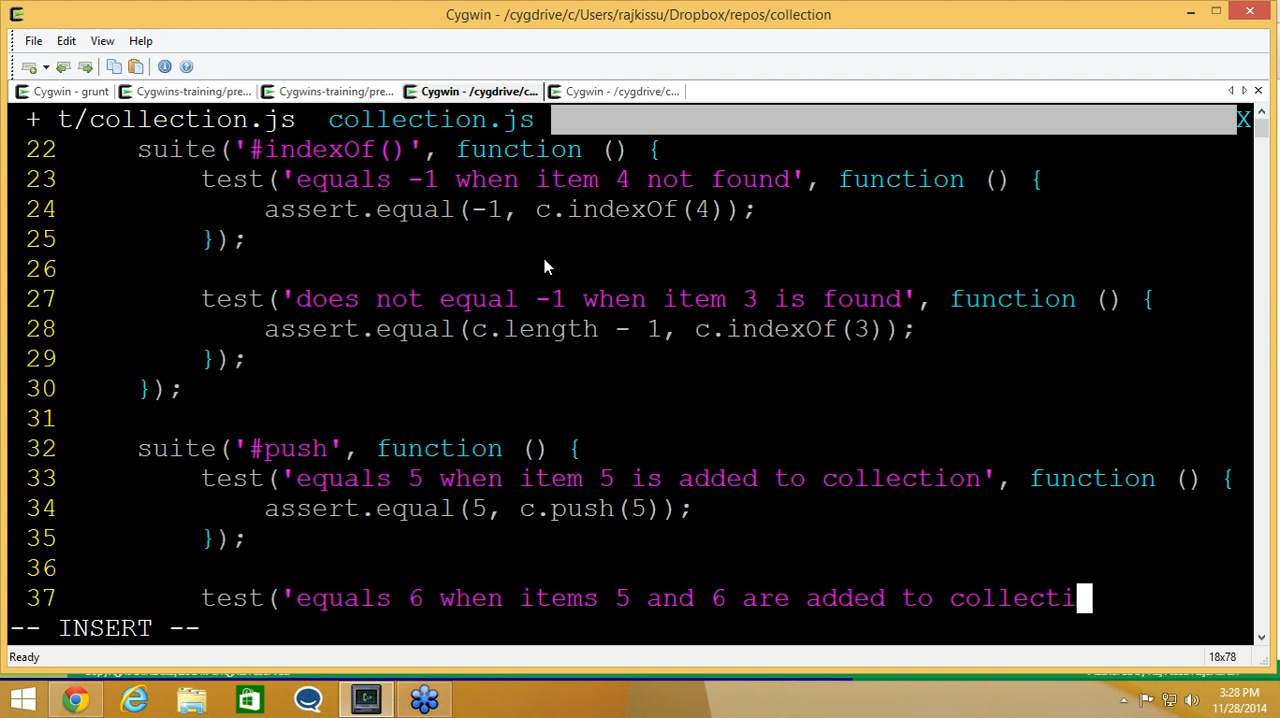 Cygwin - /cygdrive/c/Users/rajkissu/Dropbox/repos/collection
File Edit View Help
Cygwin - grunt Cygwins-training/pre... Cygwins-training/pre... Cygwin - /cygdrive/c... Cygwin - /cygdrive/c...
+ t/collection.js collection.js X
22 suite('#indexOf()', function () {
23 test('equals -1 when item 4 not found', function () {
24 assert.equal(-1, c.indexOf(4));
25 });
26
27 test('does not equal -1 when item 3 is found', function () {
28 assert.equal(c.length - 1, c.indexOf(3));
29 });
30 });
31
32 suite('#push', function () {
33 test('equals 5 when item 5 is added to collection', function () {
34 assert.equal(5, c.push(5));
35 });
36
37 test('equals 6 when items 5 and 6 are added to collecti
-- INSERT --
Ready 18x78
3:28 PM
11/28/2014